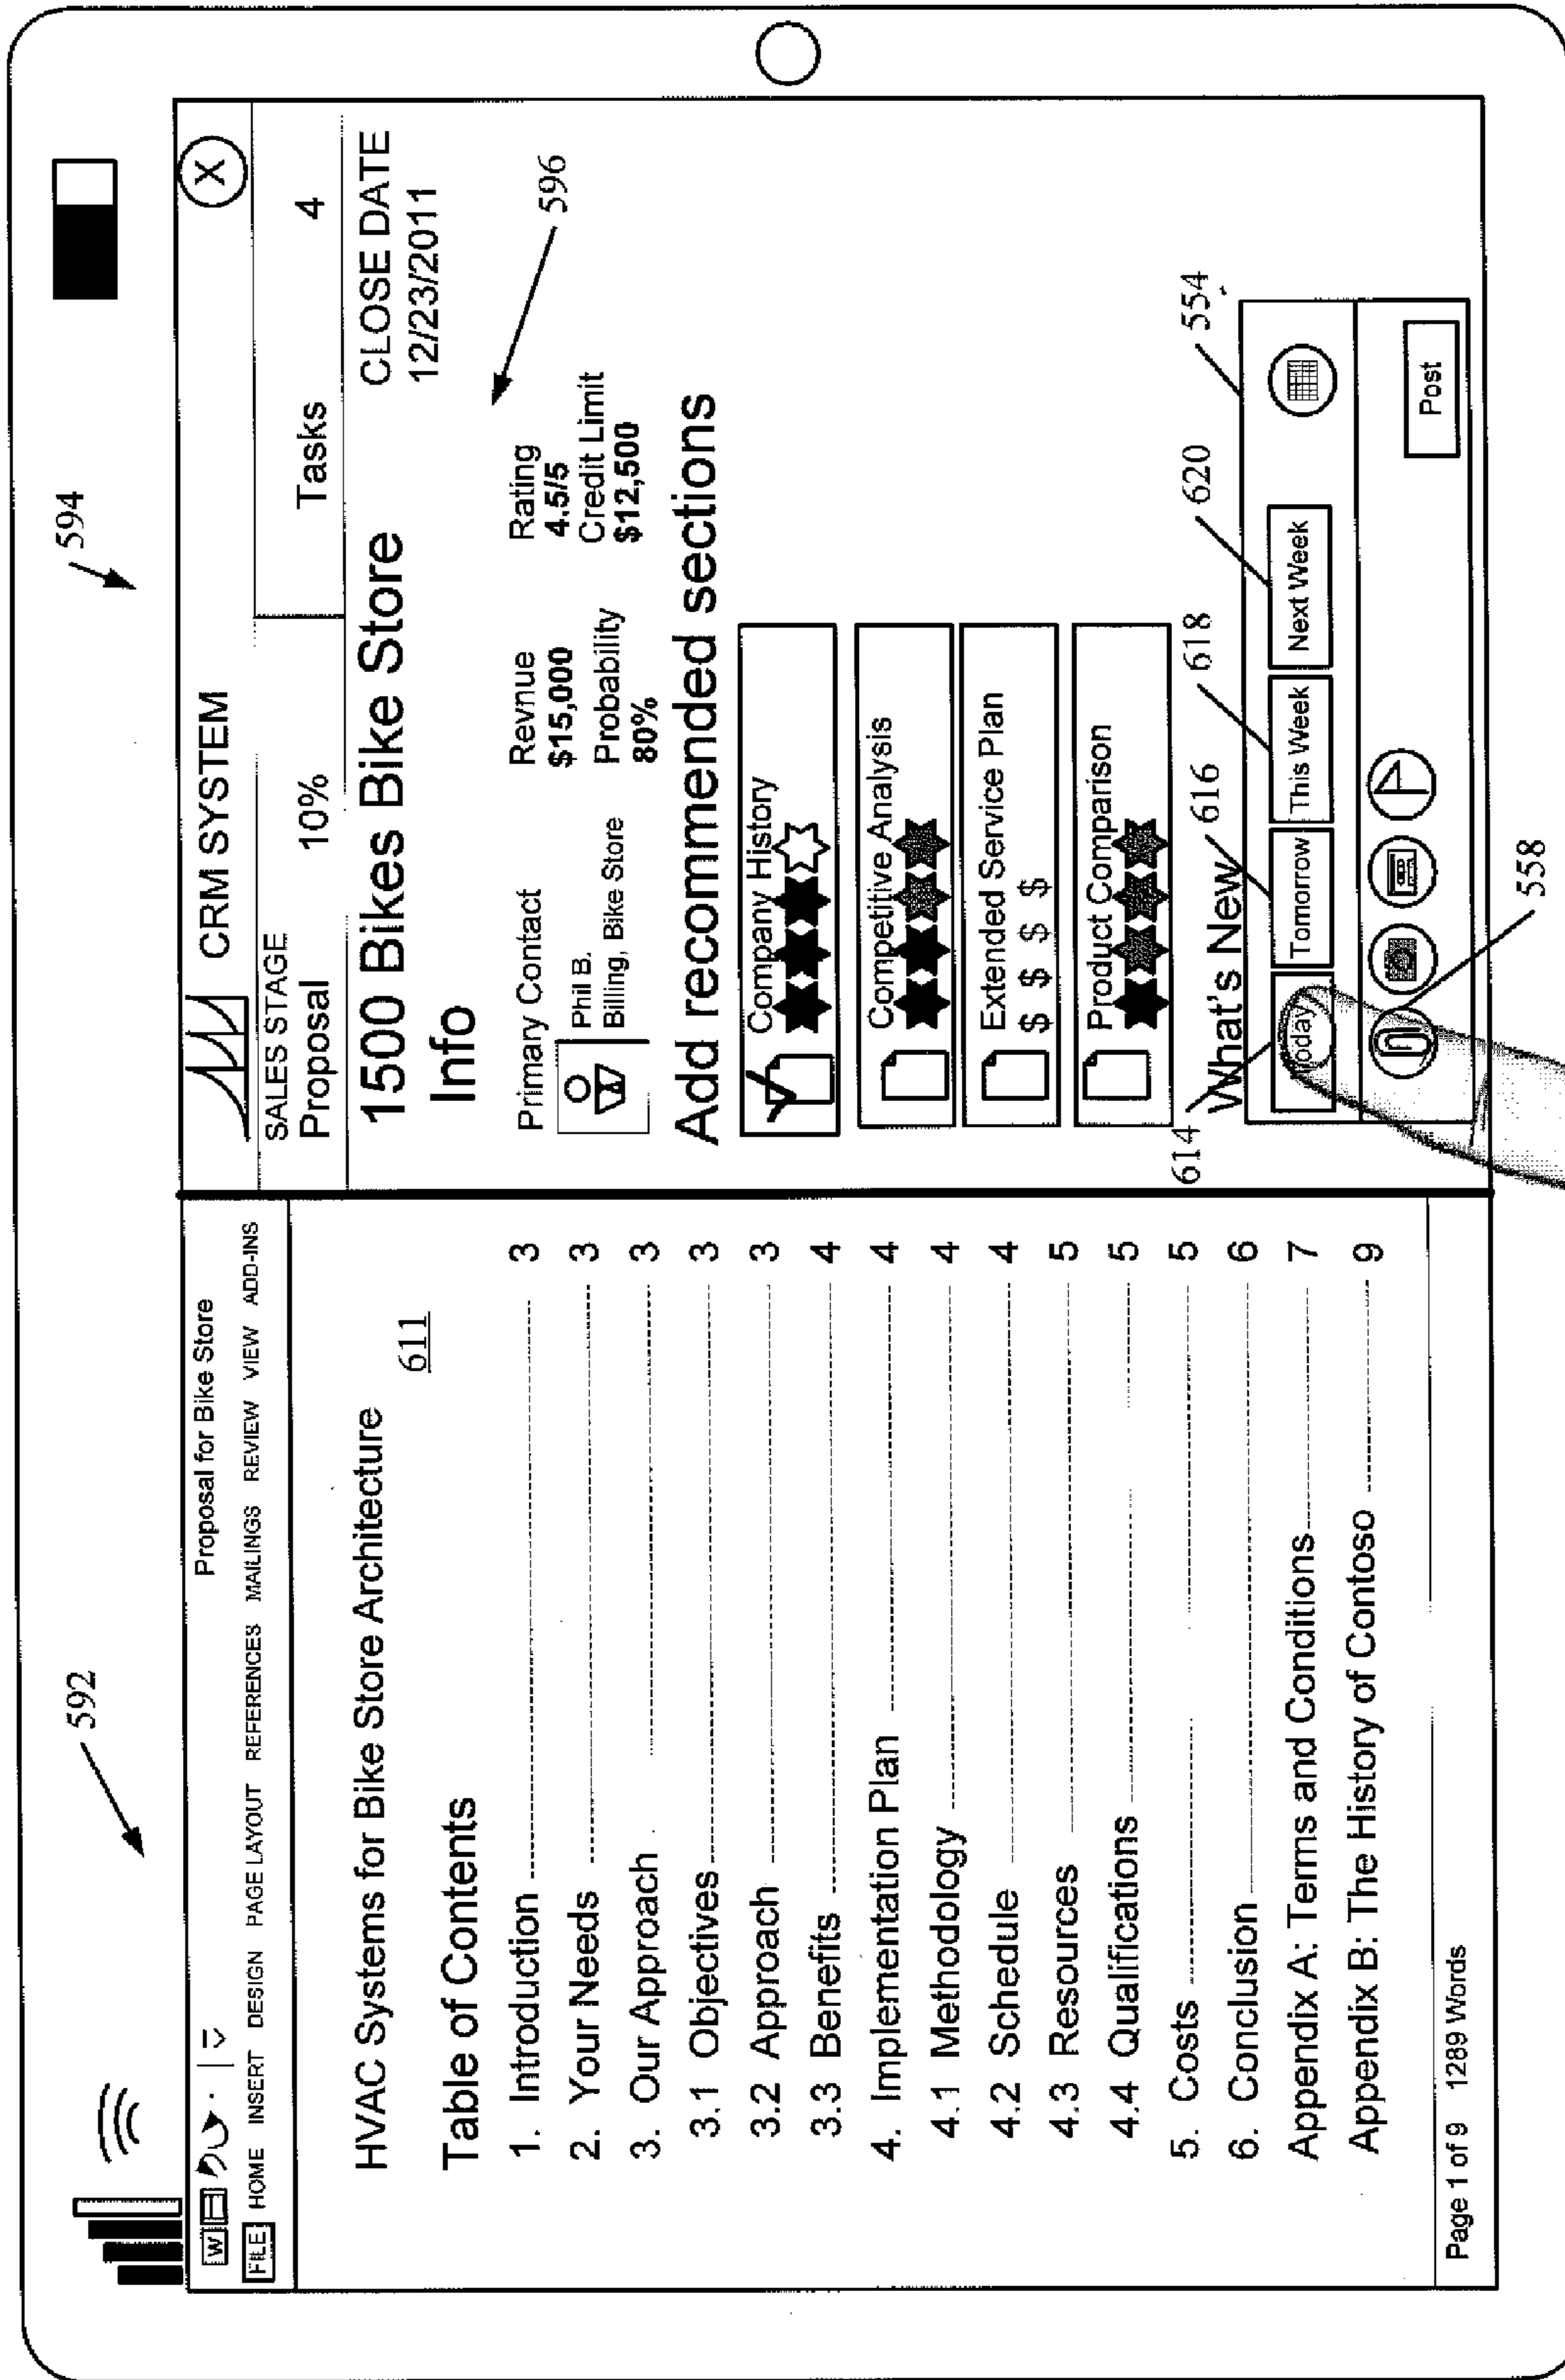 592
594
W
Proposal for Bike Store
FILE HOME INSERT DESIGN PAGE LAYOUT REFERENCES MAILINGS REVIEW VIEW ADD-INS
HVAC Systems for Bike Store Architecture
611
Table of Contents
1. Introduction 3
2. Your Needs 3
3. Our Approach 3
3.1 Objectives 3
3.2 Approach 3
3.3 Benefits 4
4. Implementation Plan 4
4.1 Methodology 4
4.2 Schedule 4
4.3 Resources 5
4.4 Qualifications 5
5. Costs 5
6. Conclusion 6
Appendix A: Terms and Conditions 7
Appendix B: The History of Contoso 9
Page 1 of 9 1289 Words
CRM SYSTEM X
SALES STAGE
Proposal 10% Tasks 4
1500 Bikes Bike Store
Info
CLOSE DATE
12/23/2011
596
Primary Contact
Phil B.
Billing, Bike Store
Revnue
$15,000
Probability
80%
Rating
4.5/5
Credit Limit
$12,500
Add recommended sections
Company History
Competitive Analysis
Extended Service Plan
$ $ $ $
Product Comparison
614 616 618 620 554
What's New
Today Tomorrow This Week Next Week
Post
558